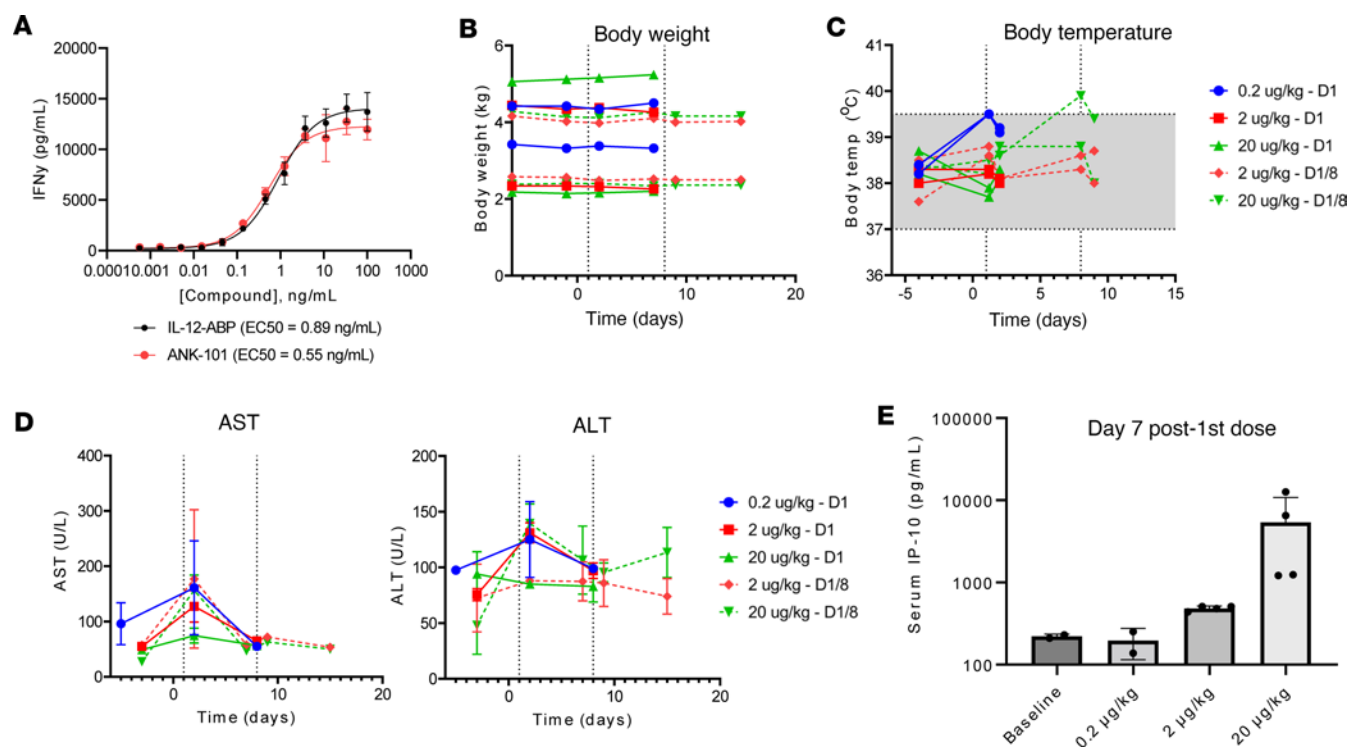 A
20000
15000
10000
5000
0
IFNγ (pg/mL)
0.0001 0.001 0.01 0.1 1 10 100 1000
[Compound], ng/mL
IL-12-ABP (EC50 = 0.89 ng/mL)
ANK-101 (EC50 = 0.55 ng/mL)
B
Body weight
6
4
2
0
Body weight (kg)
0 10 20
Time (days)
C
Body temperature
41
40
39
38
37
36
Body temp (°C)
-5 0 5 10 15
Time (days)
0.2 ug/kg - D1
2 ug/kg - D1
20 ug/kg - D1
2 ug/kg - D1/8
20 ug/kg - D1/8
D
AST
400
300
200
100
0
AST (U/L)
0 10 20
Time (days)
ALT
200
150
100
50
0
ALT (U/L)
0 10 20
Time (days)
0.2 ug/kg - D1
2 ug/kg - D1
20 ug/kg - D1
2 ug/kg - D1/8
20 ug/kg - D1/8
E
Day 7 post-1st dose
100000
10000
1000
100
Serum IP-10 (pg/mL)
Baseline
0.2 µg/kg
2 µg/kg
20 µg/kg